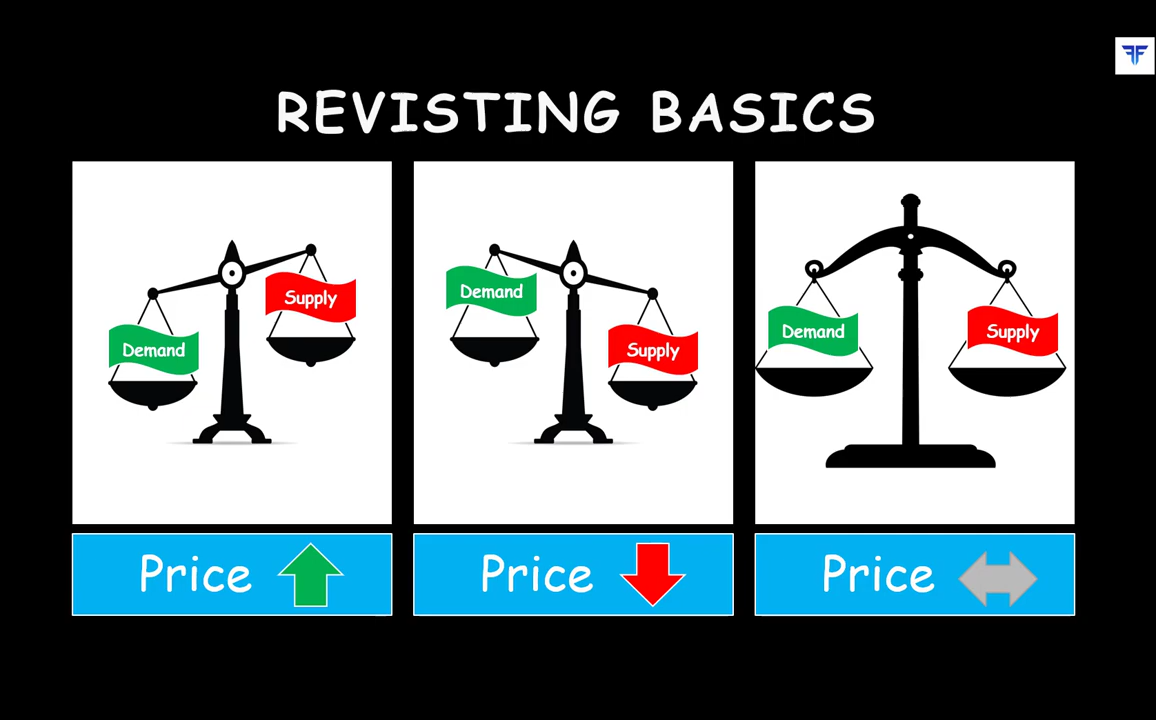 REVISTING BASICS
Supply
Demand
Demand
Supply
Demand
Supply
Price
Price
Price